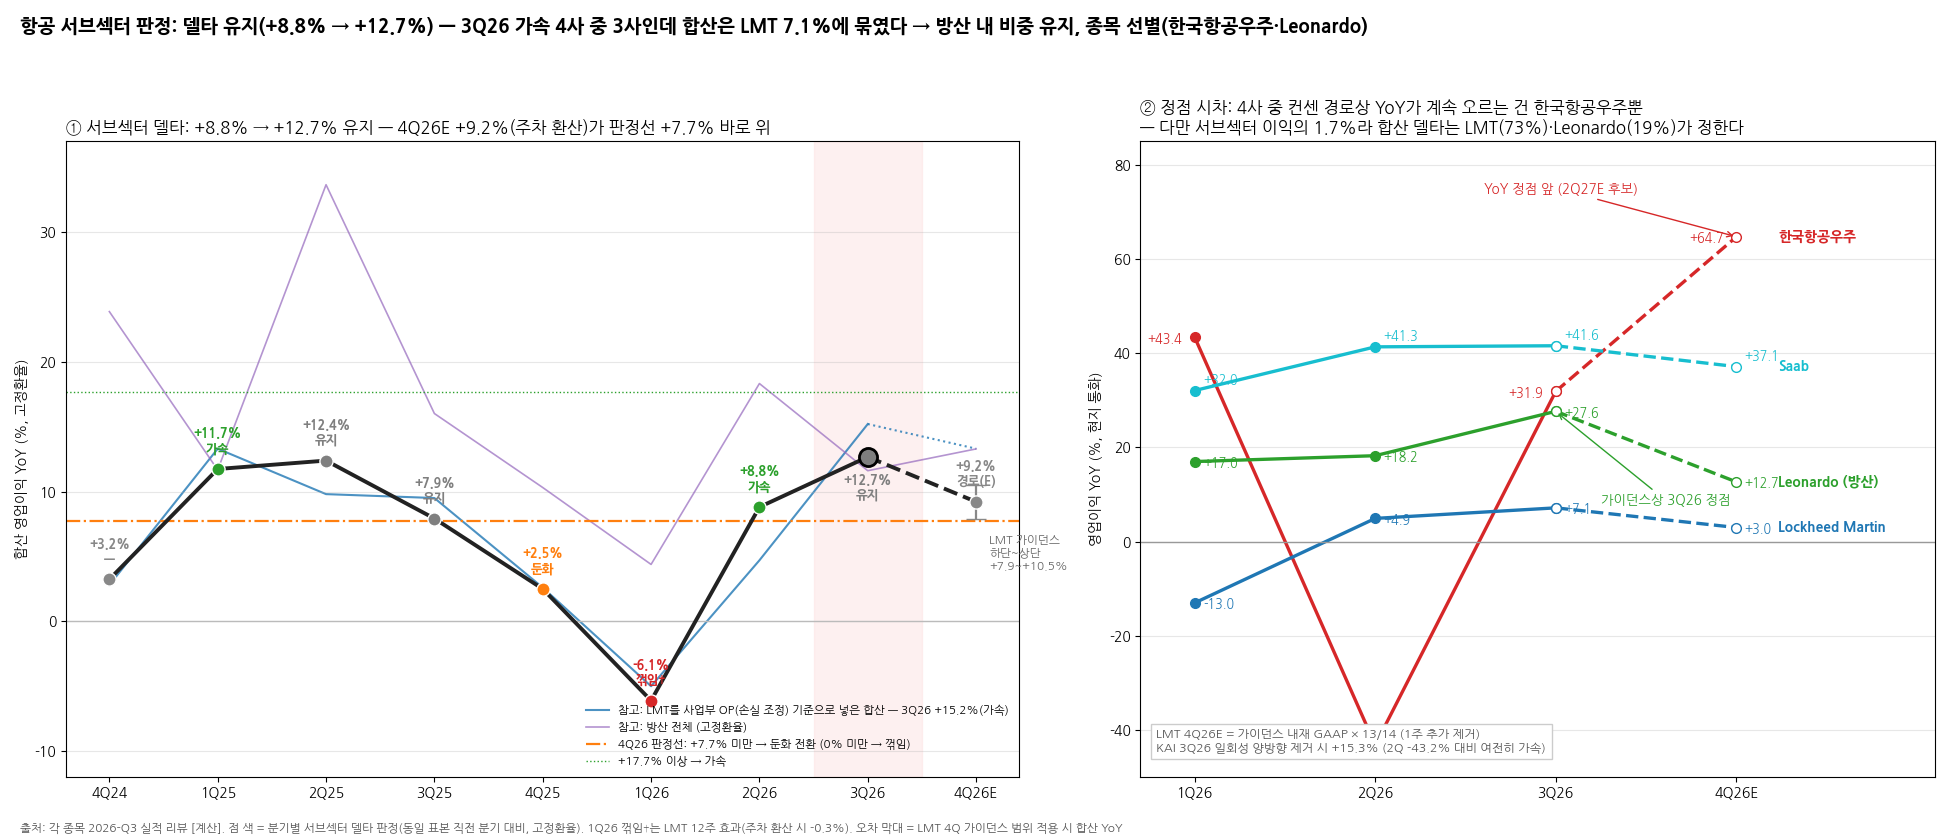 항공 서브섹터 판정: 델타 유지(+8.8% → +12.7%) — 3Q26 가속 4사 중 3사인데 합산은 LMT 7.1%에 묶였다 → 방산 내 비중 유지, 종목 선별(한국항공우주·Leonardo)
① 서브섹터 델타: +8.8% → +12.7% 유지 — 4Q26E +9.2%(주차 환산)가 판정선 +7.7% 바로 위
합산 영업이익 YoY (%, 고정환율)
30
20
10
0
-10
+3.2%
—
+11.7%
가속
+12.4%
유지
+7.9%
유지
+2.5%
둔화
-6.1%
꺾임†
+8.8%
가속
+12.7%
유지
+9.2%
경로(E)
LMT 가이던스
하단~상단
+7.9~+10.5%
참고: LMT를 사업부 OP(손실 조정) 기준으로 넣은 합산 — 3Q26 +15.2%(가속)
참고: 방산 전체 (고정환율)
4Q26 판정선: +7.7% 미만 → 둔화 전환 (0% 미만 → 꺾임)
+17.7% 이상 → 가속
4Q24
1Q25
2Q25
3Q25
4Q25
1Q26
2Q26
3Q26
4Q26E
② 정점 시차: 4사 중 컨센 경로상 YoY가 계속 오르는 건 한국항공우주뿐
— 다만 서브섹터 이익의 1.7%라 합산 델타는 LMT(73%)·Leonardo(19%)가 정한다
영업이익 YoY (%, 현지 통화)
80
60
40
20
0
-20
-40
YoY 정점 앞 (2Q27E 후보)
+64.7
한국항공우주
+43.4
+31.9
+32.0
+41.3
+41.6
+37.1
Saab
+17.0
+18.2
+27.6
+12.7
Leonardo (방산)
가이던스상 3Q26 정점
-13.0
+4.9
+7.1
+3.0
Lockheed Martin
LMT 4Q26E = 가이던스 내재 GAAP × 13/14 (1주 추가 제거)
KAI 3Q26 일회성 양방향 제거 시 +15.3% (2Q -43.2% 대비 여전히 가속)
1Q26
2Q26
3Q26
4Q26E
출처: 각 종목 2026-Q3 실적 리뷰 [계산]. 점 색 = 분기별 서브섹터 델타 판정(동일 표본 직전 분기 대비, 고정환율). 1Q26 꺾임†는 LMT 12주 효과(주차 환산 시 -0.3%). 오차 막대 = LMT 4Q 가이던스 범위 적용 시 합산 YoY